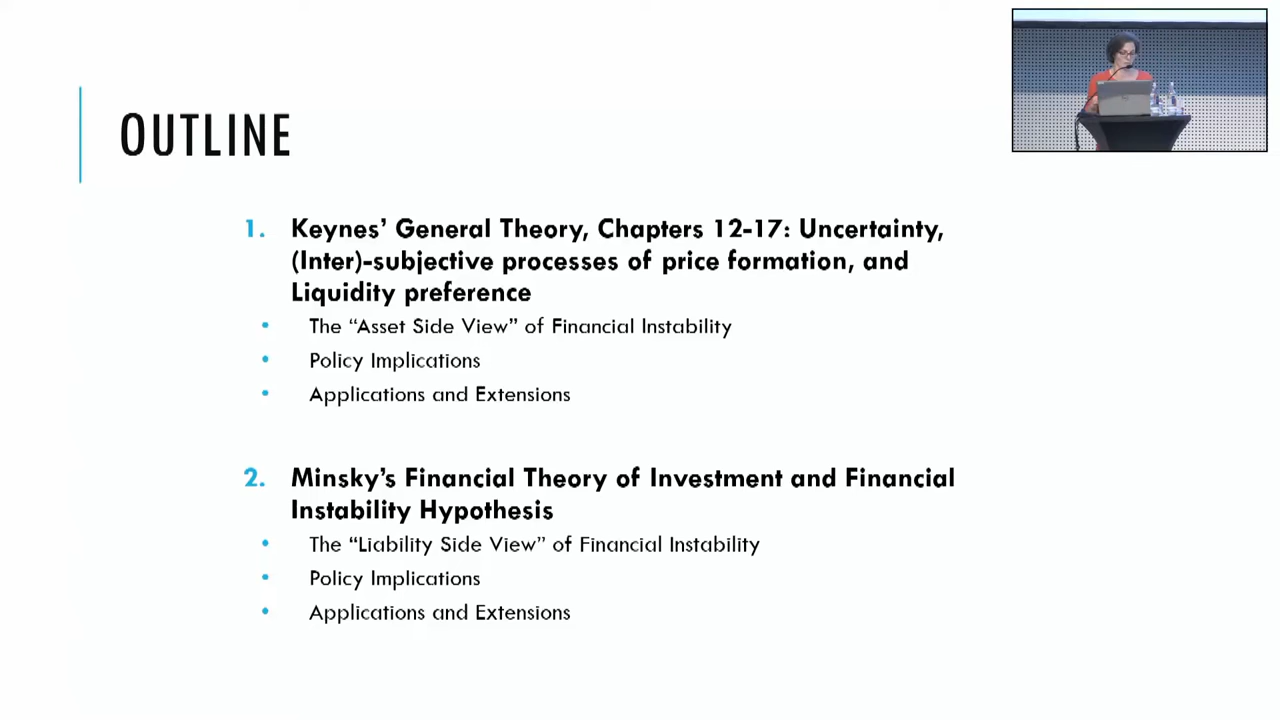 OUTLINE
1. Keynes’ General Theory, Chapters 12-17: Uncertainty,
(Inter)-subjective processes of price formation, and
Liquidity preference
• The “Asset Side View” of Financial Instability
• Policy Implications
• Applications and Extensions
2. Minsky’s Financial Theory of Investment and Financial
Instability Hypothesis
• The “Liability Side View” of Financial Instability
• Policy Implications
• Applications and Extensions